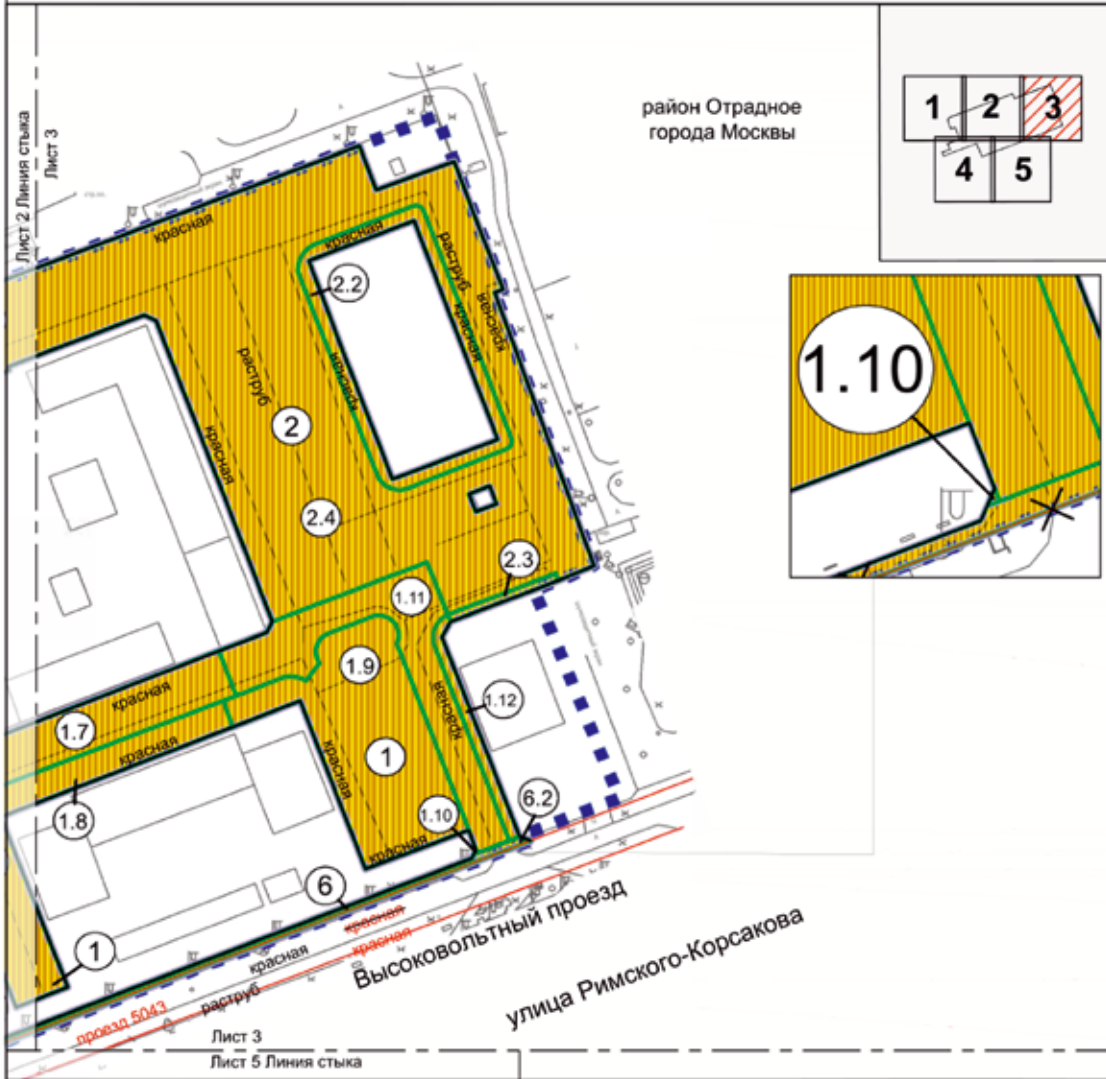 Лист 2 Линия стыка
Лист 3
район Отрадное
города Москвы
1
2
3
4
5
красная
красная
раструб
красная
красная
2.2
красная
раструб
красная
2
2.4
1.10
2.3
1.11
1.9
красная
1.12
красная
1.7
красная
красная
1
1.8
1.10
6.2
красная
6
красная
красная
1
красная
Высоковольтный проезд
раструб
улица Римского-Корсакова
проезд 5043
Лист 3
Лист 5 Линия стыка